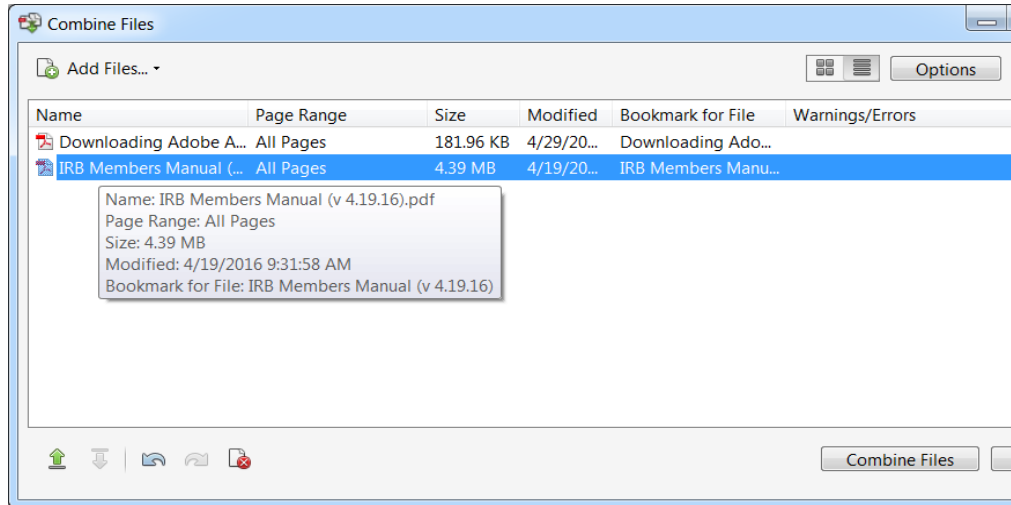 Combine Files
Add Files...
Options
Name Page Range Size Modified Bookmark for File Warnings/Errors
Downloading Adobe A... All Pages 181.96 KB 4/29/20... Downloading Ado...
IRB Members Manual (... All Pages 4.39 MB 4/19/20... IRB Members Manu...
Name: IRB Members Manual (v 4.19.16).pdf
Page Range: All Pages
Size: 4.39 MB
Modified: 4/19/2016 9:31:58 AM
Bookmark for File: IRB Members Manual (v 4.19.16)
Combine Files